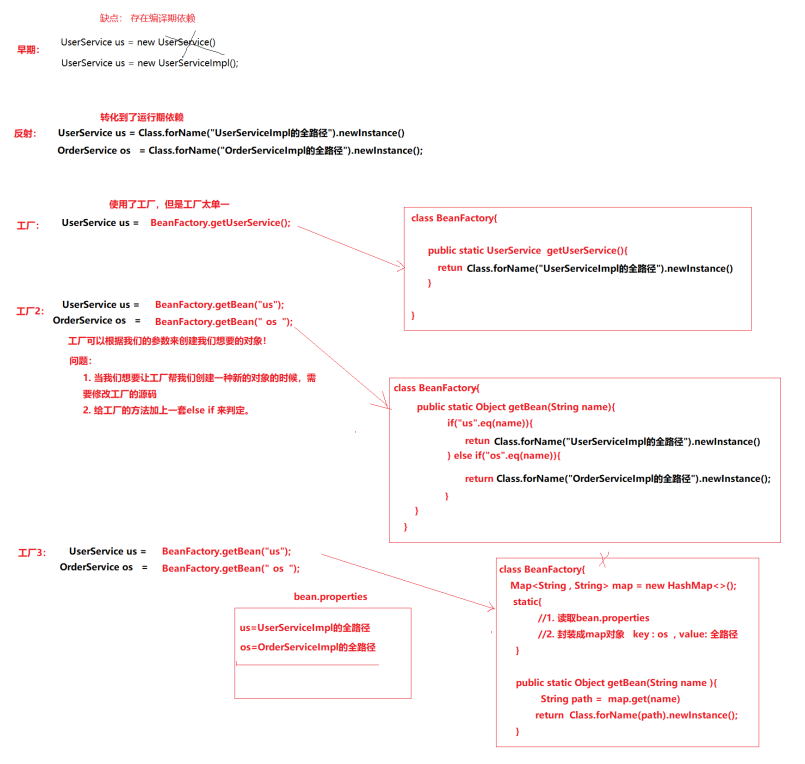 缺点： 存在编译期依赖
早期：
UserService us = new UserService()
UserService us = new UserServiceImpl();
转化到了运行期依赖
反射：
UserService us = Class.forName("UserServiceImpl的全路径").newInstance()
OrderService os = Class.forName("OrderServiceImpl的全路径").newInstance();
使用了工厂，但是工厂太单一
工厂：
UserService us = BeanFactory.getUserService();
class BeanFactory{
public static UserService getUserService(){
retun Class.forName("UserServiceImpl的全路径").newInstance()
}
}
工厂2：
UserService us = BeanFactory.getBean("us");
OrderService os = BeanFactory.getBean(" os ");
工厂可以根据我们的参数来创建我们想要的对象！
问题：
1. 当我们想要让工厂帮我们创建一种新的对象的时候，需
要修改工厂的源码
2. 给工厂的方法加上一套else if 来判定。
class BeanFactory{
public static Object getBean(String name){
if("us".eq(name)){
retun Class.forName("UserServiceImpl的全路径").newInstance()
} else if("os".eq(name)){
return Class.forName("OrderServiceImpl的全路径").newInstance();
}
}
}
工厂3：
UserService us = BeanFactory.getBean("us");
OrderService os = BeanFactory.getBean(" os ");
bean.properties
us=UserServiceImpl的全路径
os=OrderServiceImpl的全路径
class BeanFactory{
Map<String , String> map = new HashMap<>();
static{
//1. 读取bean.properties
//2. 封装成map对象 key : os , value: 全路径
}
public static Object getBean(String name ){
String path = map.get(name)
return Class.forName(path).newInstance();
}